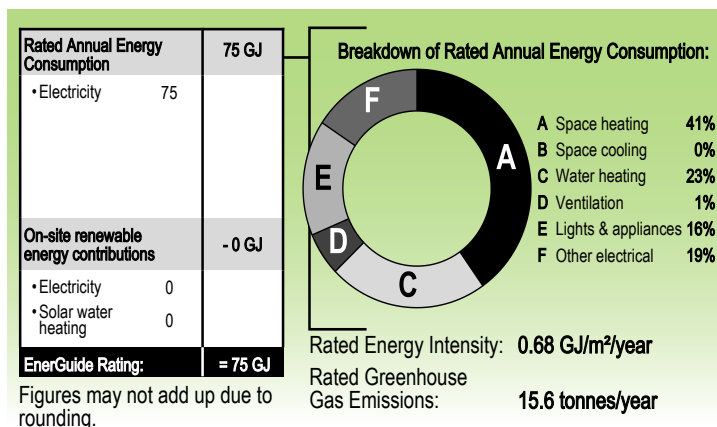 Rated Annual Energy Consumption 75 GJ
• Electricity 75
On-site renewable energy contributions - 0 GJ
• Electricity 0
• Solar water heating 0
EnerGuide Rating: = 75 GJ
Figures may not add up due to
rounding.
Breakdown of Rated Annual Energy Consumption:
F
A
E
D
C
A Space heating 41%
B Space cooling 0%
C Water heating 23%
D Ventilation 1%
E Lights & appliances 16%
F Other electrical 19%
Rated Energy Intensity: 0.68 GJ/m²/year
Rated Greenhouse
Gas Emissions: 15.6 tonnes/year